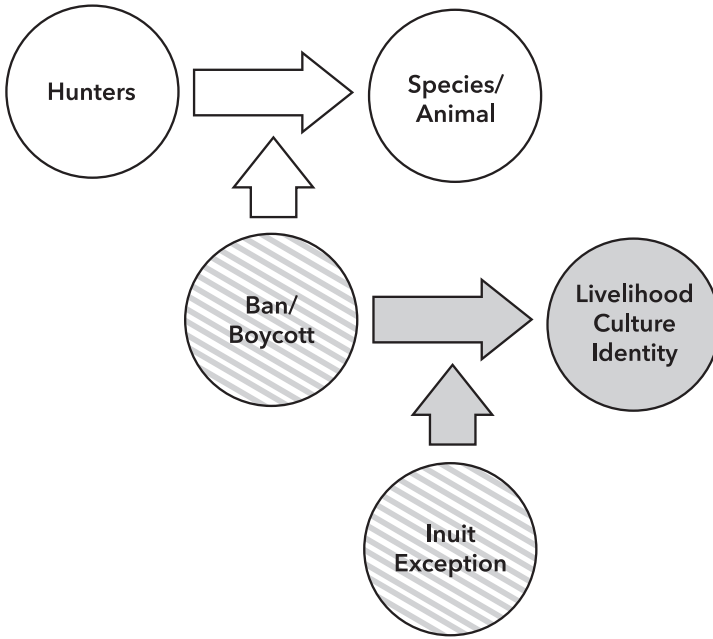 Hunters
Species/
Animal
Ban/
Boycott
Livelihood
Culture
Identity
Inuit
Exception